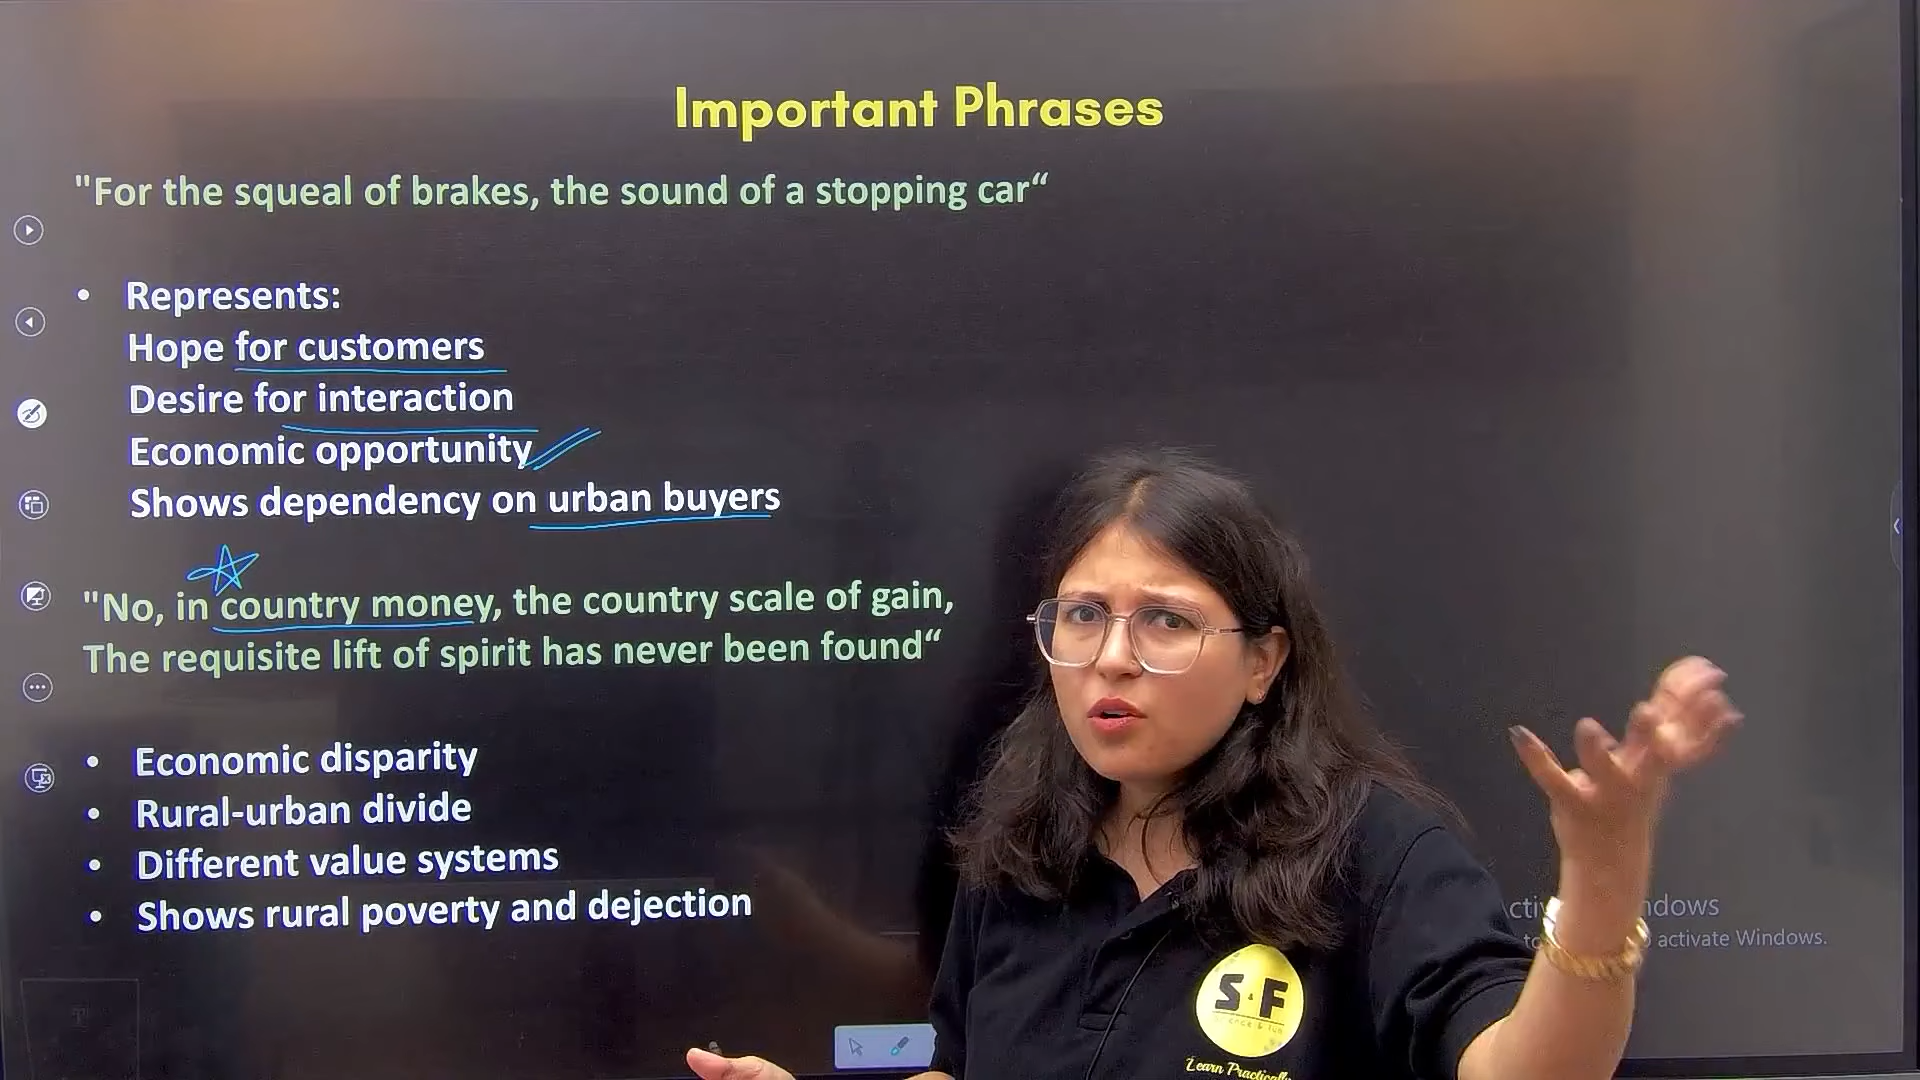 Important Phrases
"For the squeal of brakes, the sound of a stopping car“
• Represents:
Hope for customers
Desire for interaction
Economic opportunity
Shows dependency on urban buyers
"No, in country money, the country scale of gain,
The requisite lift of spirit has never been found“
• Economic disparity
• Rural-urban divide
• Different value systems
• Shows rural poverty and dejection
activate Windows.
S&F
Learn Practically